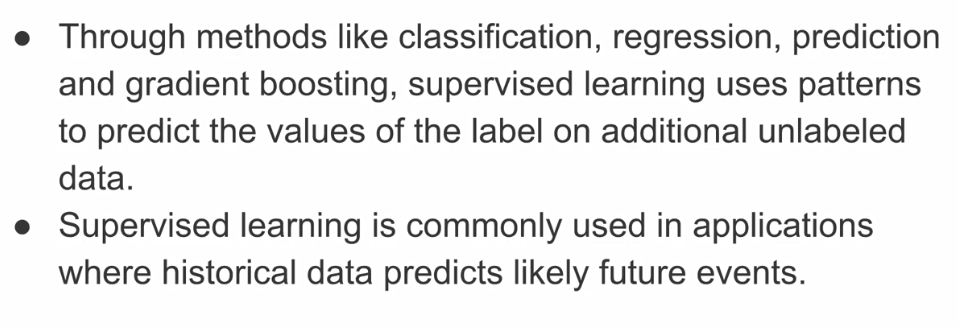 ● Through methods like classification, regression, prediction
and gradient boosting, supervised learning uses patterns
to predict the values of the label on additional unlabeled
data.
● Supervised learning is commonly used in applications
where historical data predicts likely future events.